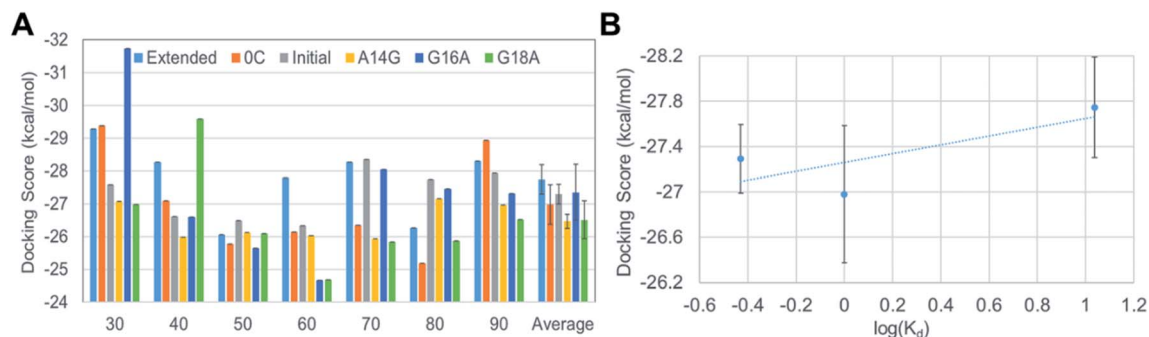 A
Docking Score (kcal/mol)
-32
-31
-30
-29
-28
-27
-26
-25
-24
Extended 0C Initial A14G G16A G18A
30 40 50 60 70 80 90 Average
B
Docking Score (kcal/mol)
-28.2
-27.8
-27.4
-27
-26.6
-26.2
-0.6 -0.4 -0.2 0 0.2 0.4 0.6 0.8 1 1.2
log(Kd)